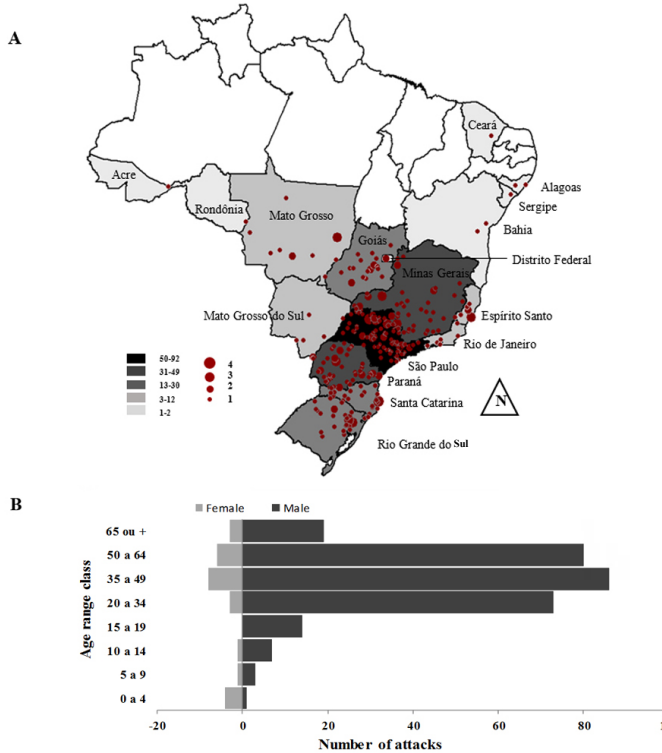 A
Ceará
Acre
Alagoas
Rondônia
Sergipe
Mato Grosso
Bahia
Goiás
Distrito Federal
Minas Gerais
Mato Grosso do Sul
Espírito Santo
Rio de Janeiro
50-92
31-49
13-30
3-12
1-2
4
3
2
1
São Paulo
Paraná
Santa Catarina
N
Rio Grande do Sul
B
Female Male
Age range class
65 ou +
50 a 64
35 a 49
20 a 34
15 a 19
10 a 14
5 a 9
0 a 4
-20 0 20 40 60 80
Number of attacks